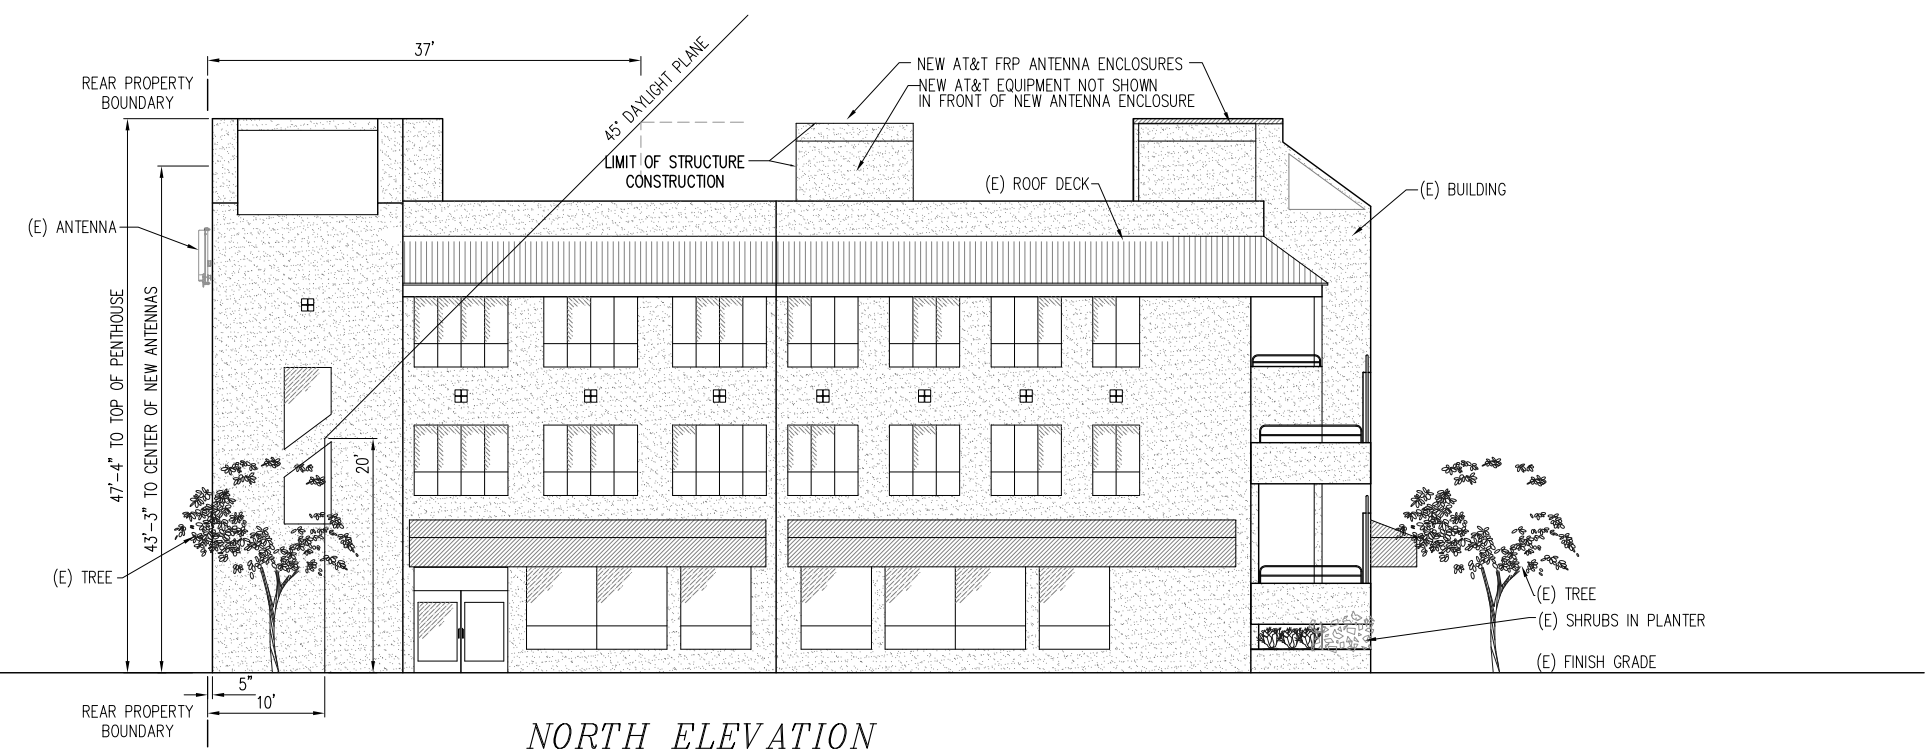 37'
REAR PROPERTY
BOUNDARY
45° DAYLIGHT PLANE
NEW AT&T FRP ANTENNA ENCLOSURES
NEW AT&T EQUIPMENT NOT SHOWN
IN FRONT OF NEW ANTENNA ENCLOSURE
LIMIT OF STRUCTURE
CONSTRUCTION
(E) ROOF DECK
(E) BUILDING
(E) ANTENNA
47'-4" TO TOP OF PENTHOUSE
43'-3" TO CENTER OF NEW ANTENNAS
20'
(E) TREE
(E) TREE
(E) SHRUBS IN PLANTER
(E) FINISH GRADE
5"
10'
REAR PROPERTY
BOUNDARY
NORTH ELEVATION